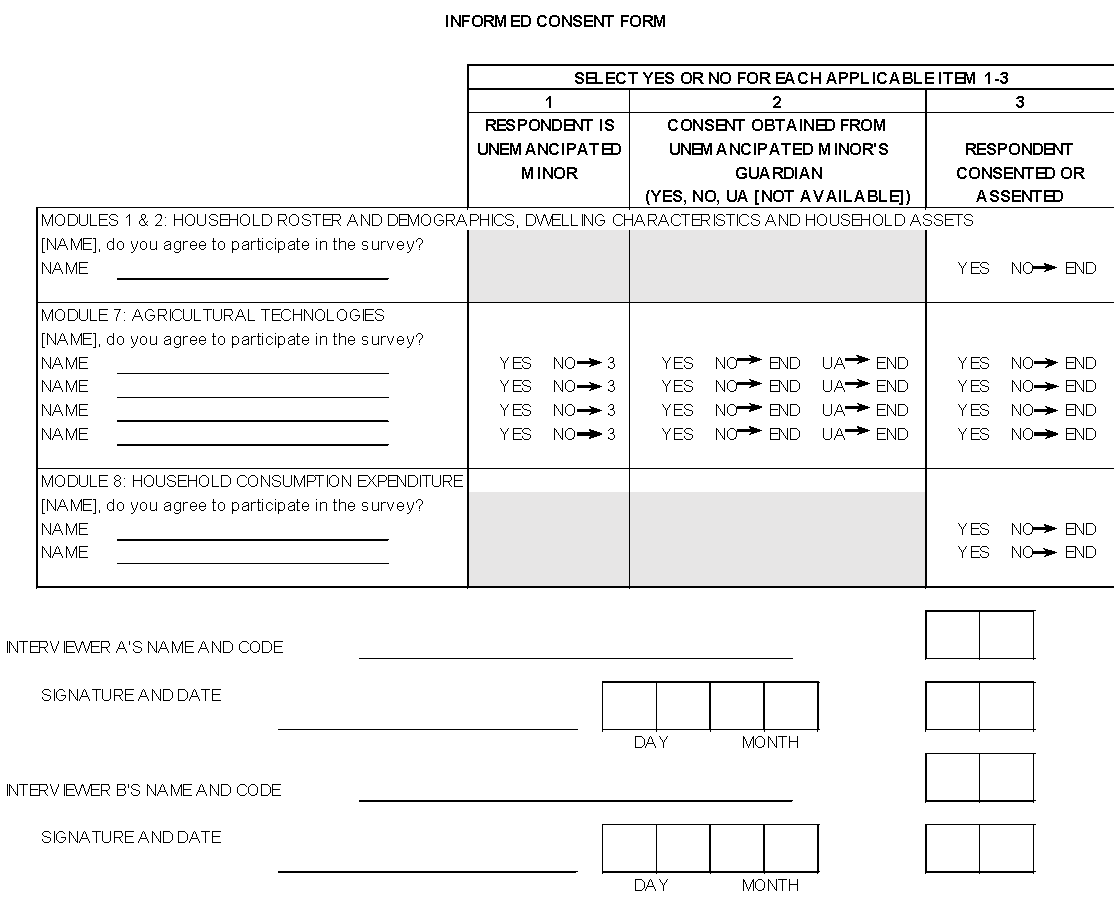 INFORMED CONSENT FORM
SELECT YES OR NO FOR EACH APPLICABLE ITEM 1-3
1 2 3
RESPONDENT IS UNEMANCIPATED MINOR
CONSENT OBTAINED FROM UNEMANCIPATED MINOR'S GUARDIAN (YES, NO, UA [NOT AVAILABLE])
RESPONDENT CONSENTED OR ASSENTED
MODULES 1 & 2: HOUSEHOLD ROSTER AND DEMOGRAPHICS, DWELLING CHARACTERISTICS AND HOUSEHOLD ASSETS
[NAME], do you agree to participate in the survey?
NAME YES NO → END
MODULE 7: AGRICULTURAL TECHNOLOGIES
[NAME], do you agree to participate in the survey?
NAME YES NO → 3 YES NO → END UA → END YES NO → END
NAME YES NO → 3 YES NO → END UA → END YES NO → END
NAME YES NO → 3 YES NO → END UA → END YES NO → END
NAME YES NO → 3 YES NO → END UA → END YES NO → END
MODULE 8: HOUSEHOLD CONSUMPTION EXPENDITURE
[NAME], do you agree to participate in the survey?
NAME YES NO → END
NAME YES NO → END
INTERVIEWER A'S NAME AND CODE
SIGNATURE AND DATE
DAY MONTH
INTERVIEWER B'S NAME AND CODE
SIGNATURE AND DATE
DAY MONTH